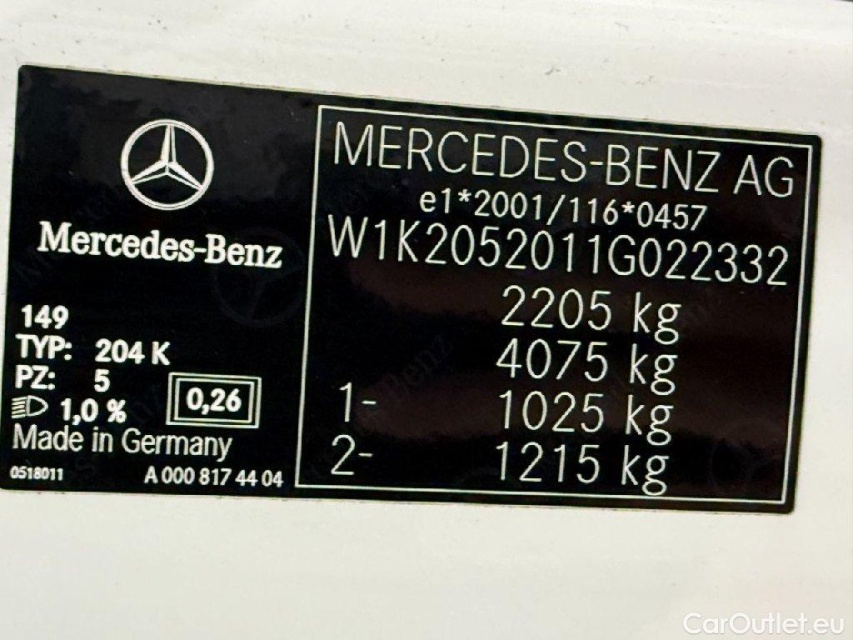 Mercedes-Benz
149
TYP: 204 K
PZ: 5
1,0 %
0,26
Made in Germany
0518011
A 000 817 44 04
MERCEDES-BENZ AG
e1*2001/116*0457
W1K2052011G022332
2205 kg
4075 kg
1- 1025 kg
2- 1215 kg
CarOutlet.eu